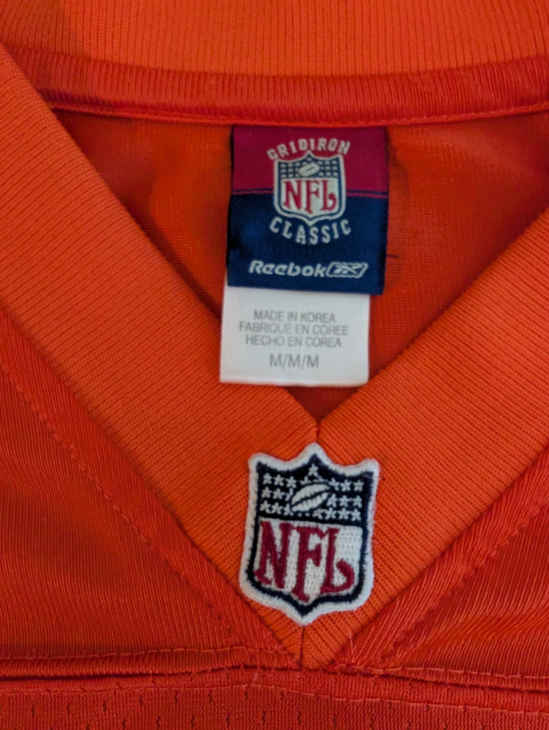 GRIDIRON
NFL
CLASSIC
Reebok
MADE IN KOREA
FABRIQUE EN COREE
HECHO EN COREA
M/M/M
NFL